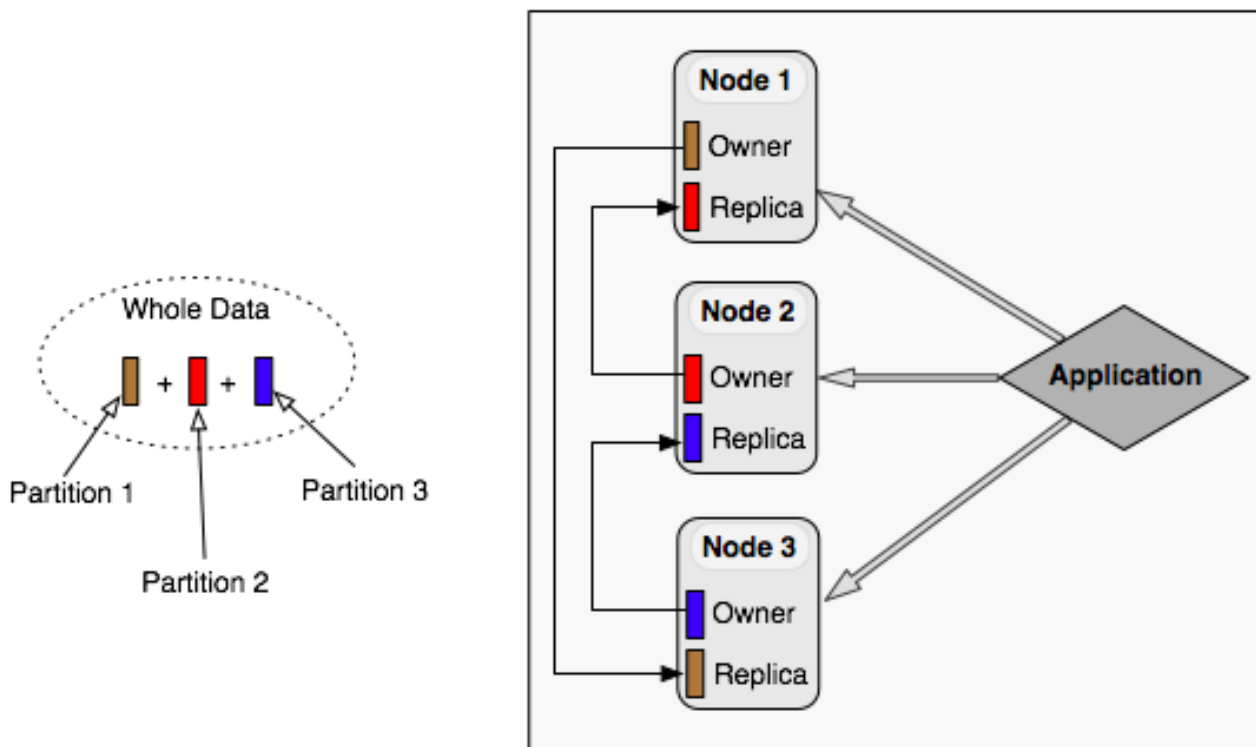 Whole Data
+ +
Partition 1
Partition 3
Partition 2
Node 1
Owner
Replica
Node 2
Owner
Replica
Node 3
Owner
Replica
Application